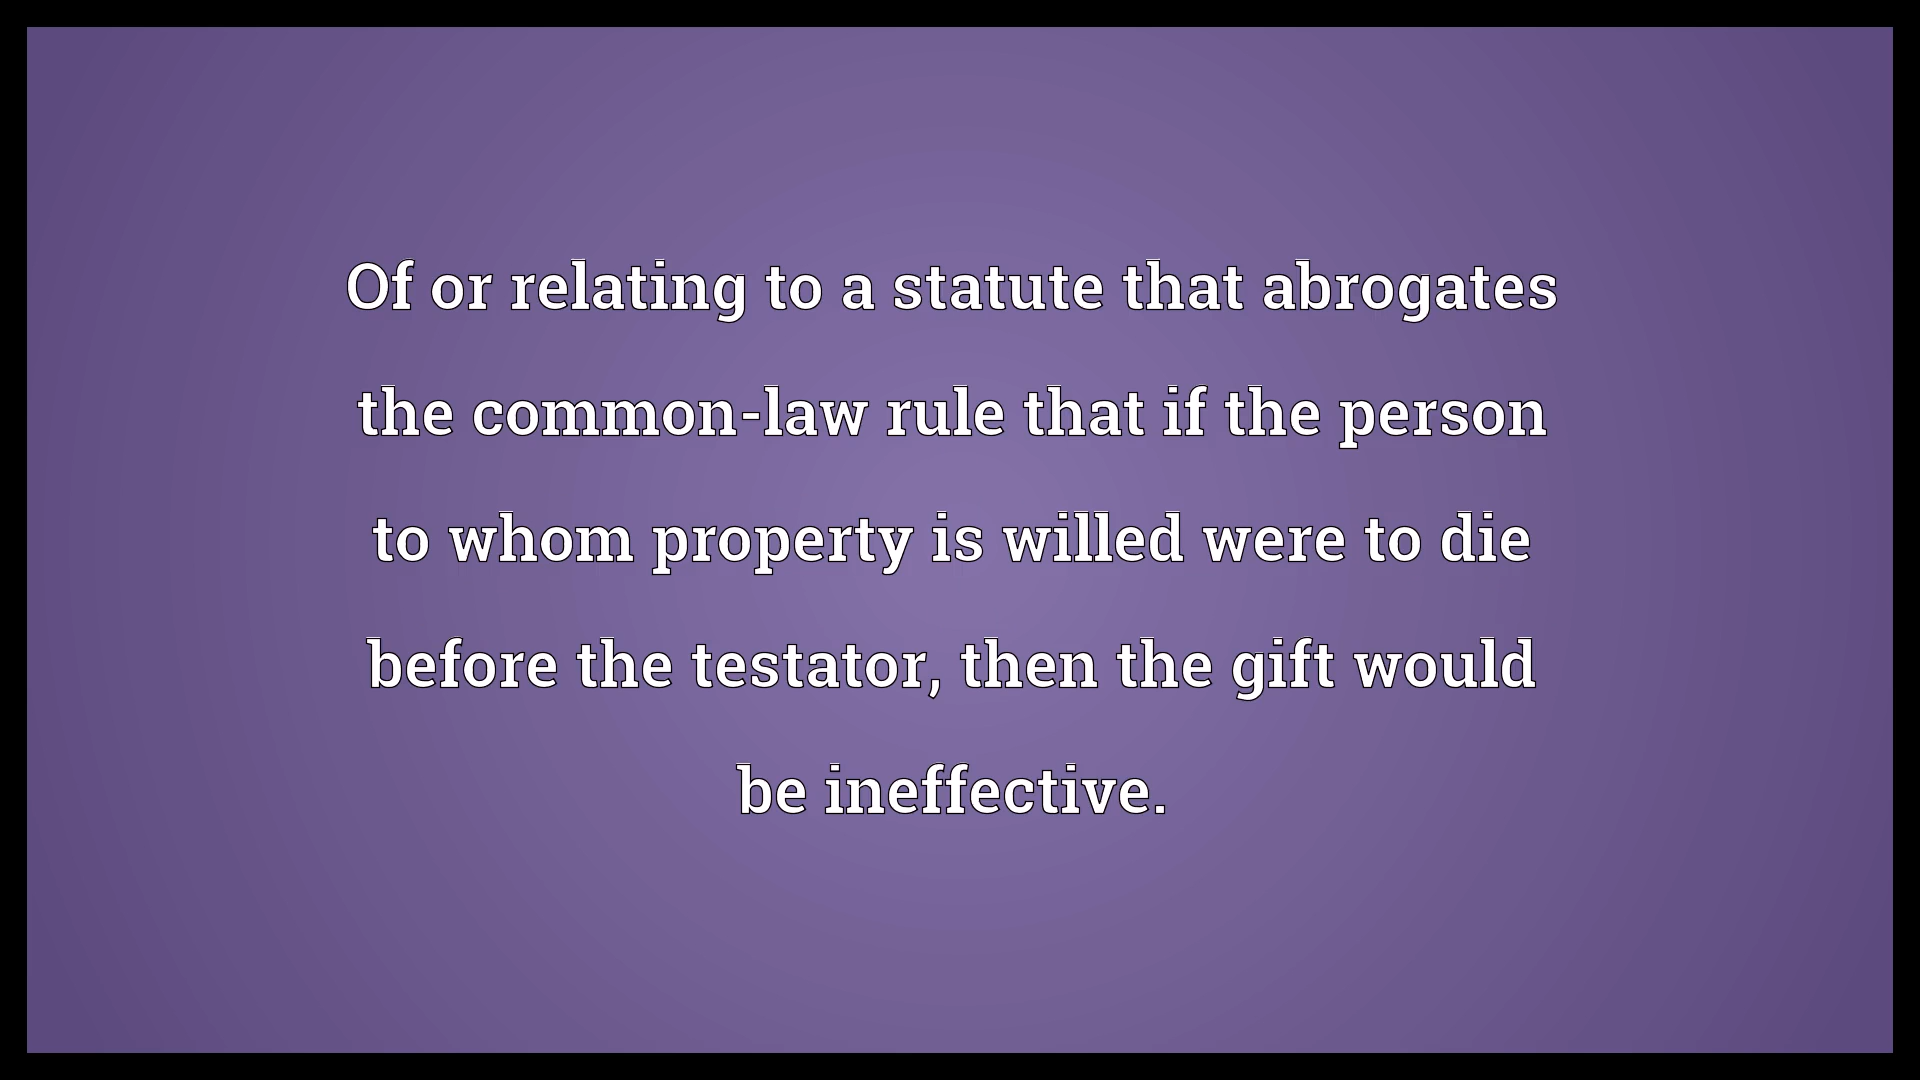 Of or relating to a statute that abrogates
the common-law rule that if the person
to whom property is willed were to die
before the testator, then the gift would
be ineffective.